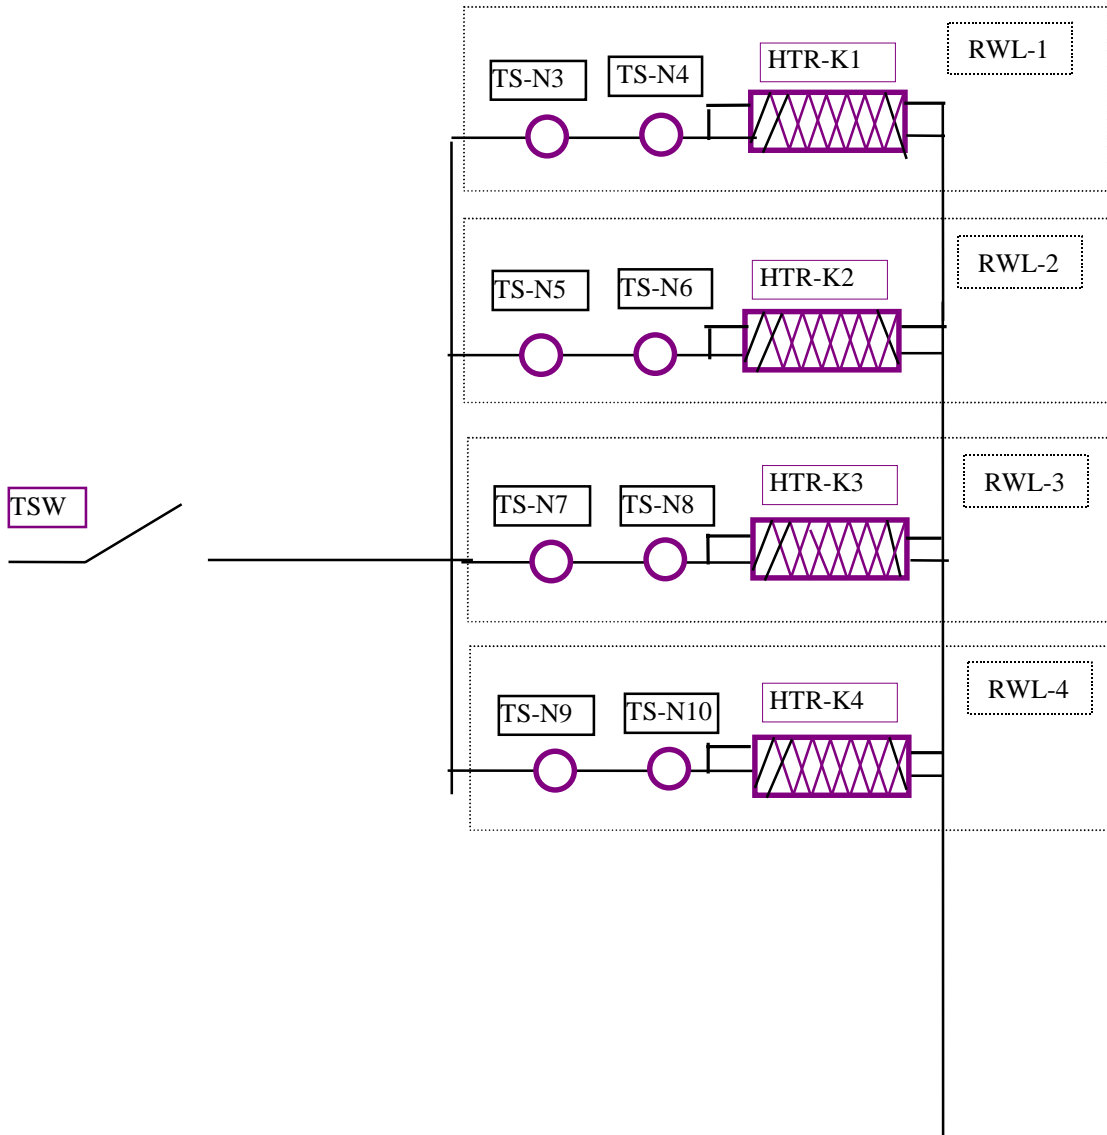 RWL-1
HTR-K1
TS-N3
TS-N4
RWL-2
HTR-K2
TS-N5
TS-N6
RWL-3
HTR-K3
TSW
TS-N7
TS-N8
RWL-4
HTR-K4
TS-N9
TS-N10